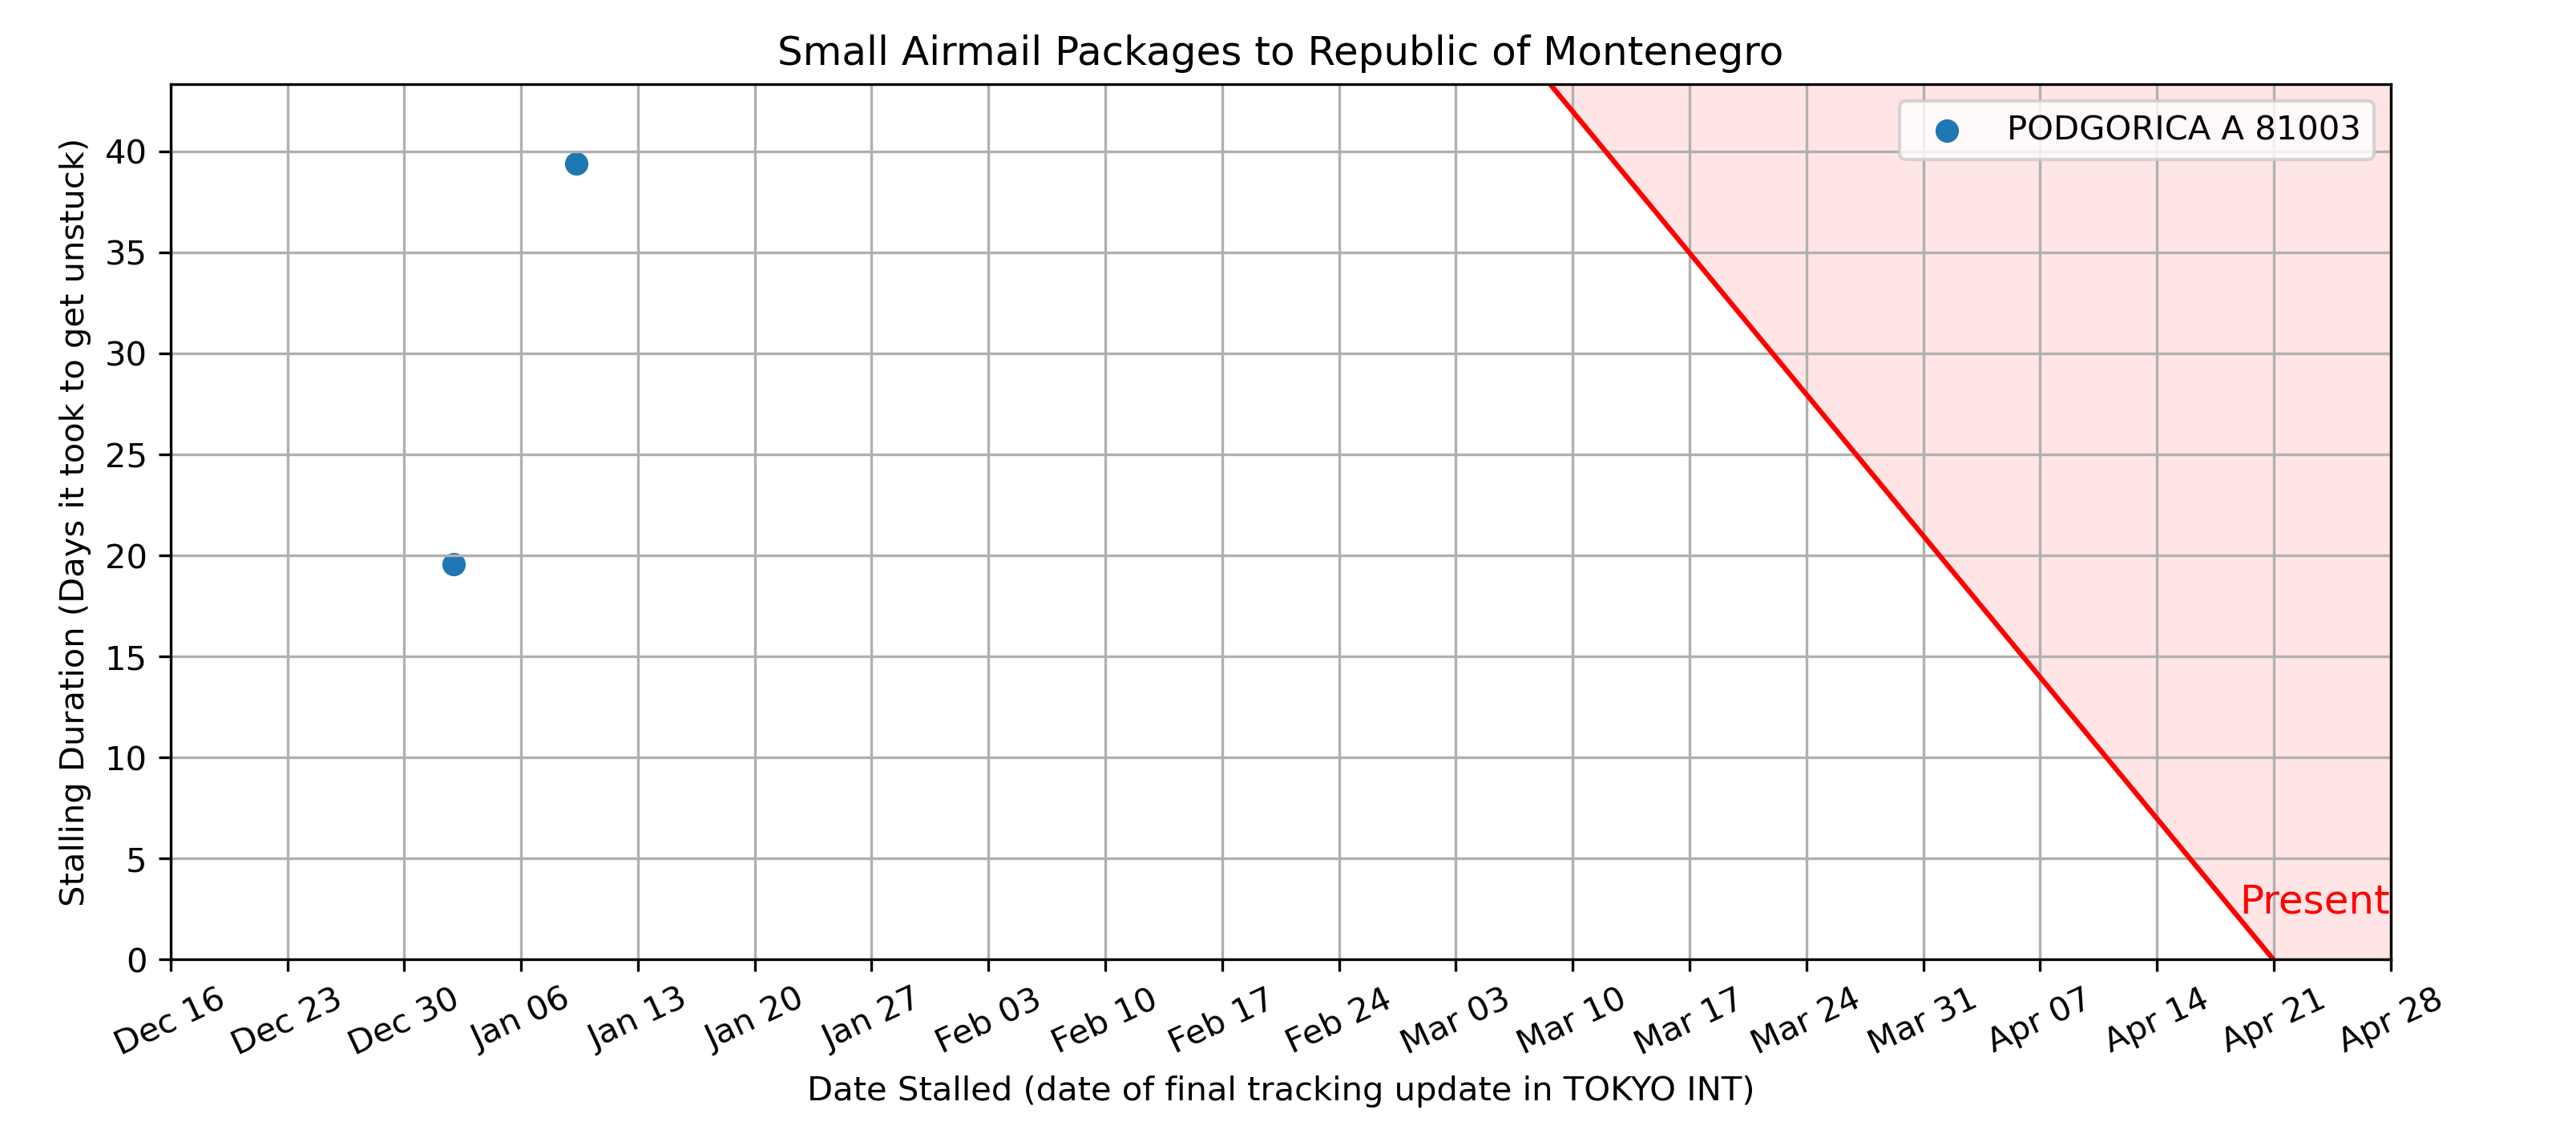 Small Airmail Packages to Republic of Montenegro
PODGORICA A 81003
Stalling Duration (Days it took to get unstuck)
40
35
30
25
20
15
10
5
0
Present
Dec 16
Dec 23
Dec 30
Jan 06
Jan 13
Jan 20
Jan 27
Feb 03
Feb 10
Feb 17
Feb 24
Mar 03
Mar 10
Mar 17
Mar 24
Mar 31
Apr 07
Apr 14
Apr 21
Apr 28
Date Stalled (date of final tracking update in TOKYO INT)